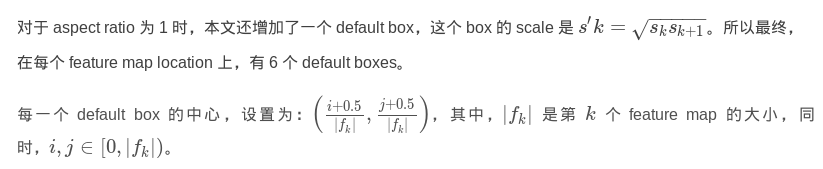 对于 aspect ratio 为 1 时，本文还增加了一个 default box，这个 box 的 scale 是 $s'k = \sqrt{s_k s_{k+1}}$。所以最终，
在每个 feature map location 上，有 6 个 default boxes。
每一个 default box 的中心，设置为：$\left(\frac{i+0.5}{|f_k|}, \frac{j+0.5}{|f_k|}\right)$，其中，$|f_k|$ 是第 $k$ 个 feature map 的大小，同
时，$i, j \in [0, |f_k|)$。